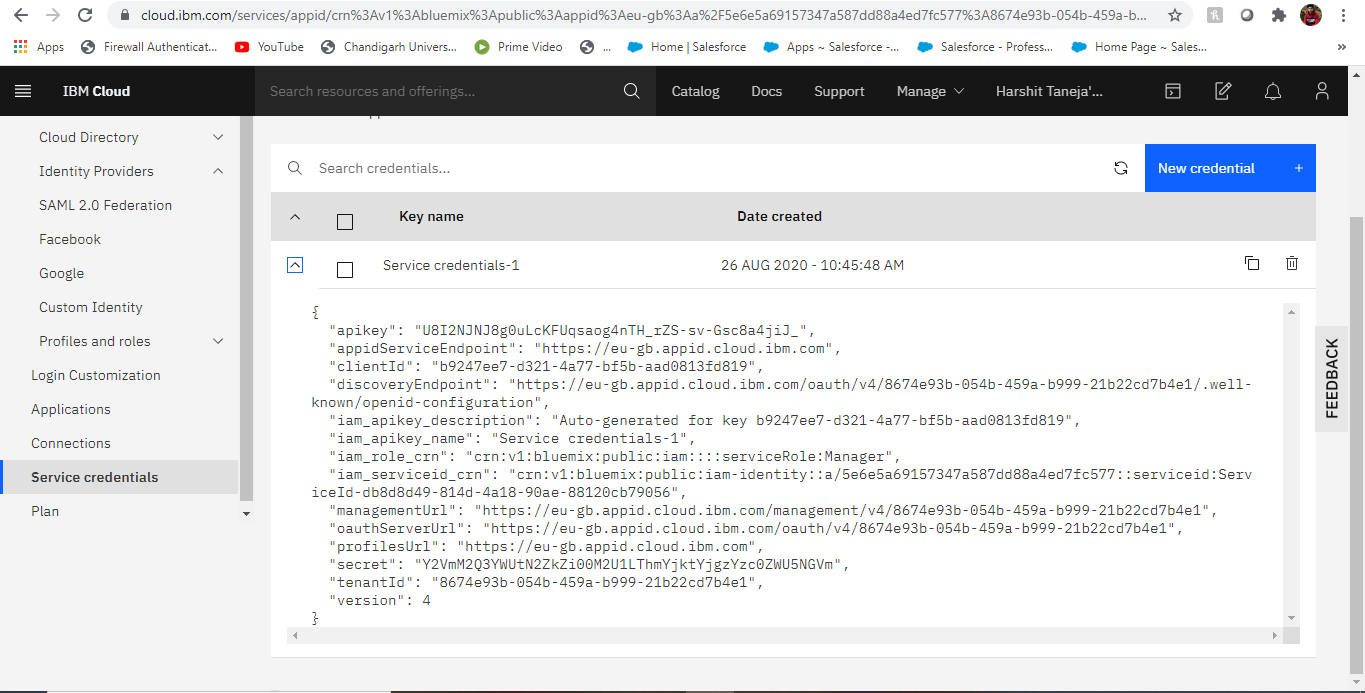 cloud.ibm.com/services/appid/crn%3Av1%3Abluemix%3Apublic%3Aappid%3Aeu-gb%3Aa%2F5e6e5a69157347a587dd88a4ed7fc577%3A8674e93b-054b-459a-b...
Apps Firewall Authenticat... YouTube Chandigarh Univers... Prime Video ... Home | Salesforce Apps ~ Salesforce -... Salesforce - Profess... Home Page ~ Sales... »
IBM Cloud Search resources and offerings... Catalog Docs Support Manage Harshit Taneja'...
Cloud Directory
Identity Providers
SAML 2.0 Federation
Facebook
Google
Custom Identity
Profiles and roles
Login Customization
Applications
Connections
Service credentials
Plan
Search credentials... New credential +
Key name Date created
Service credentials-1 26 AUG 2020 - 10:45:48 AM
{
"apikey": "U8I2NJNJ8g0uLcKFUqsaog4nTH_rZS-sv-Gsc8a4jiJ_",
"appidServiceEndpoint": "https://eu-gb.appid.cloud.ibm.com",
"clientId": "b9247ee7-d321-4a77-bf5b-aad0813fd819",
"discoveryEndpoint": "https://eu-gb.appid.cloud.ibm.com/oauth/v4/8674e93b-054b-459a-b999-21b22cd7b4e1/.well-
known/openid-configuration",
"iam_apikey_description": "Auto-generated for key b9247ee7-d321-4a77-bf5b-aad0813fd819",
"iam_apikey_name": "Service credentials-1",
"iam_role_crn": "crn:v1:bluemix:public:iam::::serviceRole:Manager",
"iam_serviceid_crn": "crn:v1:bluemix:public:iam-identity::a/5e6e5a69157347a587dd88a4ed7fc577::serviceid:Serv
iceId-db8d8d49-814d-4a18-90ae-88120cb79056",
"managementUrl": "https://eu-gb.appid.cloud.ibm.com/management/v4/8674e93b-054b-459a-b999-21b22cd7b4e1",
"oauthServerUrl": "https://eu-gb.appid.cloud.ibm.com/oauth/v4/8674e93b-054b-459a-b999-21b22cd7b4e1",
"profilesUrl": "https://eu-gb.appid.cloud.ibm.com",
"secret": "Y2VmM2Q3YWUtN2ZkZi00M2U1LThmYjktYjgzYzc0ZWU5NGVm",
"tenantId": "8674e93b-054b-459a-b999-21b22cd7b4e1",
"version": 4
}
FEEDBACK